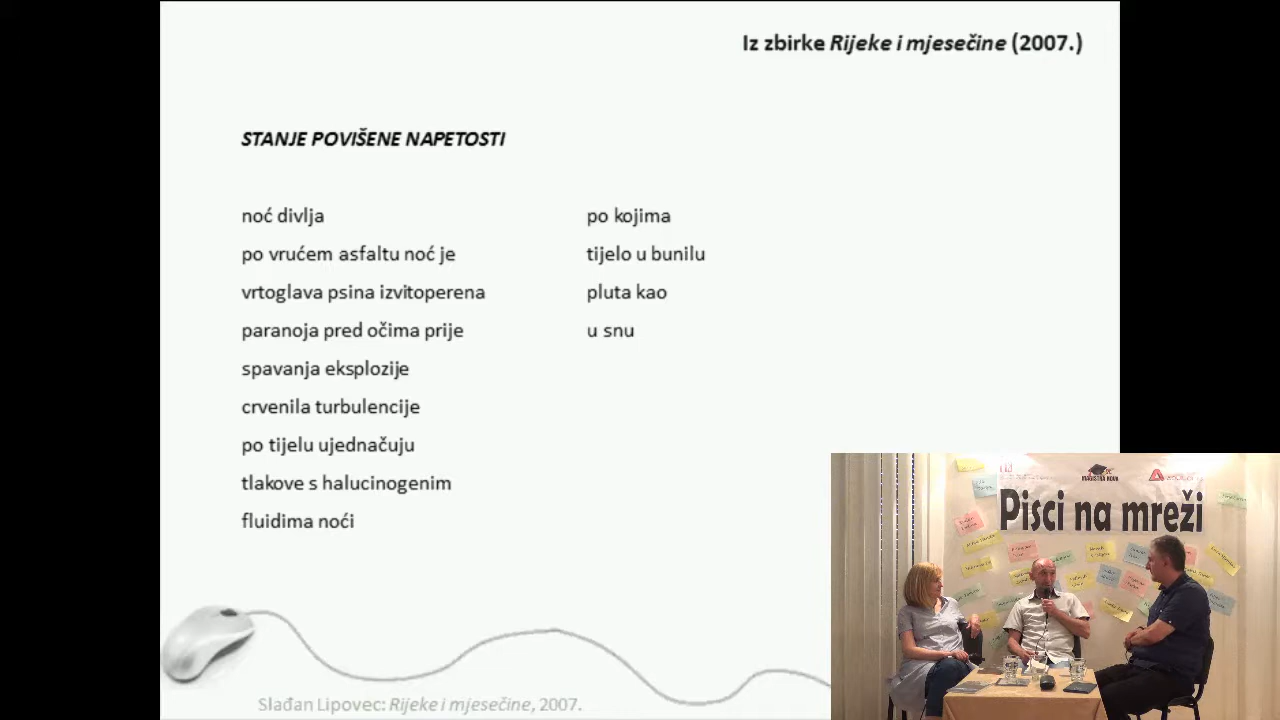 Iz zbirke Rijeke i mjesečine (2007.)
STANJE POVIŠENE NAPETOSTI
noć divlja
po vrućem asfaltu noć je
vrtoglava psina izvitoperena
paranoja pred očima prije
spavanja eksplozije
crvenila turbulencije
po tijelu ujednačuju
tlakove s halucinogenim
fluidima noći
po kojima
tijelo u bunilu
pluta kao
u snu
Slađan Lipovec: Rijeke i mjesečine, 2007.
MAGISTRA NOVA
Pisci na mreži